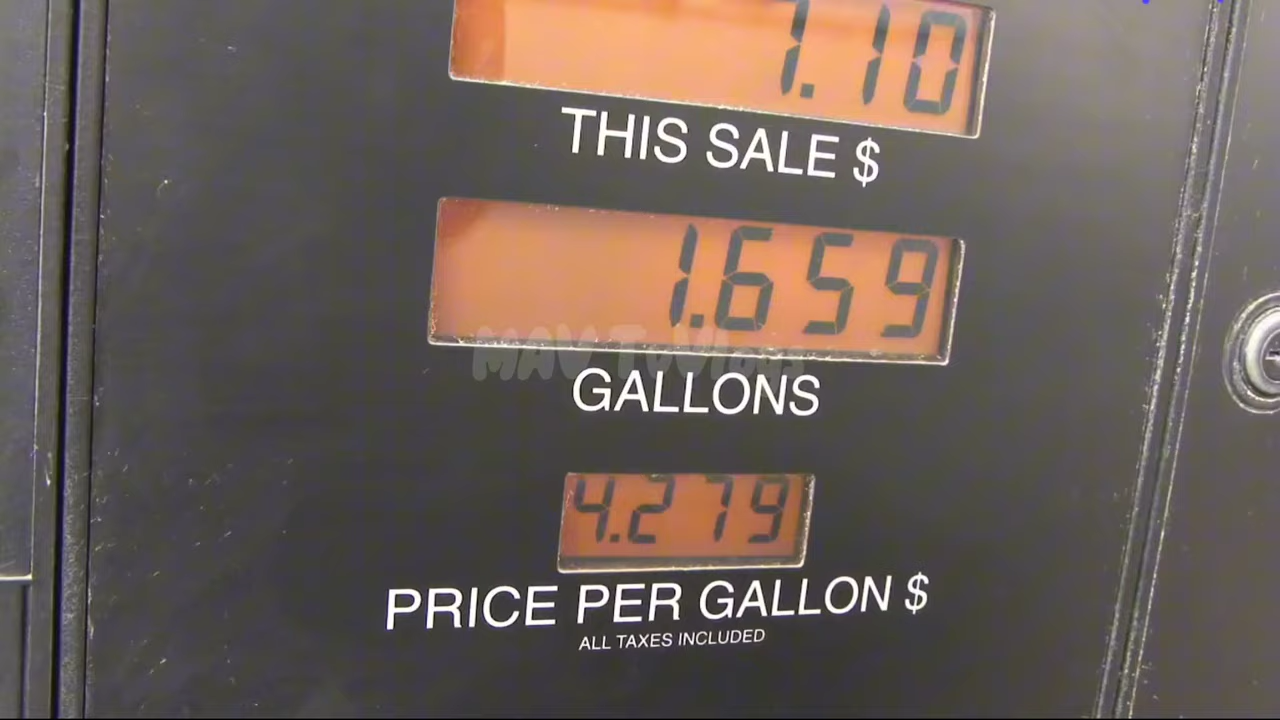 7.10
THIS SALE $
1.659
GALLONS
4.279
PRICE PER GALLON $
ALL TAXES INCLUDED